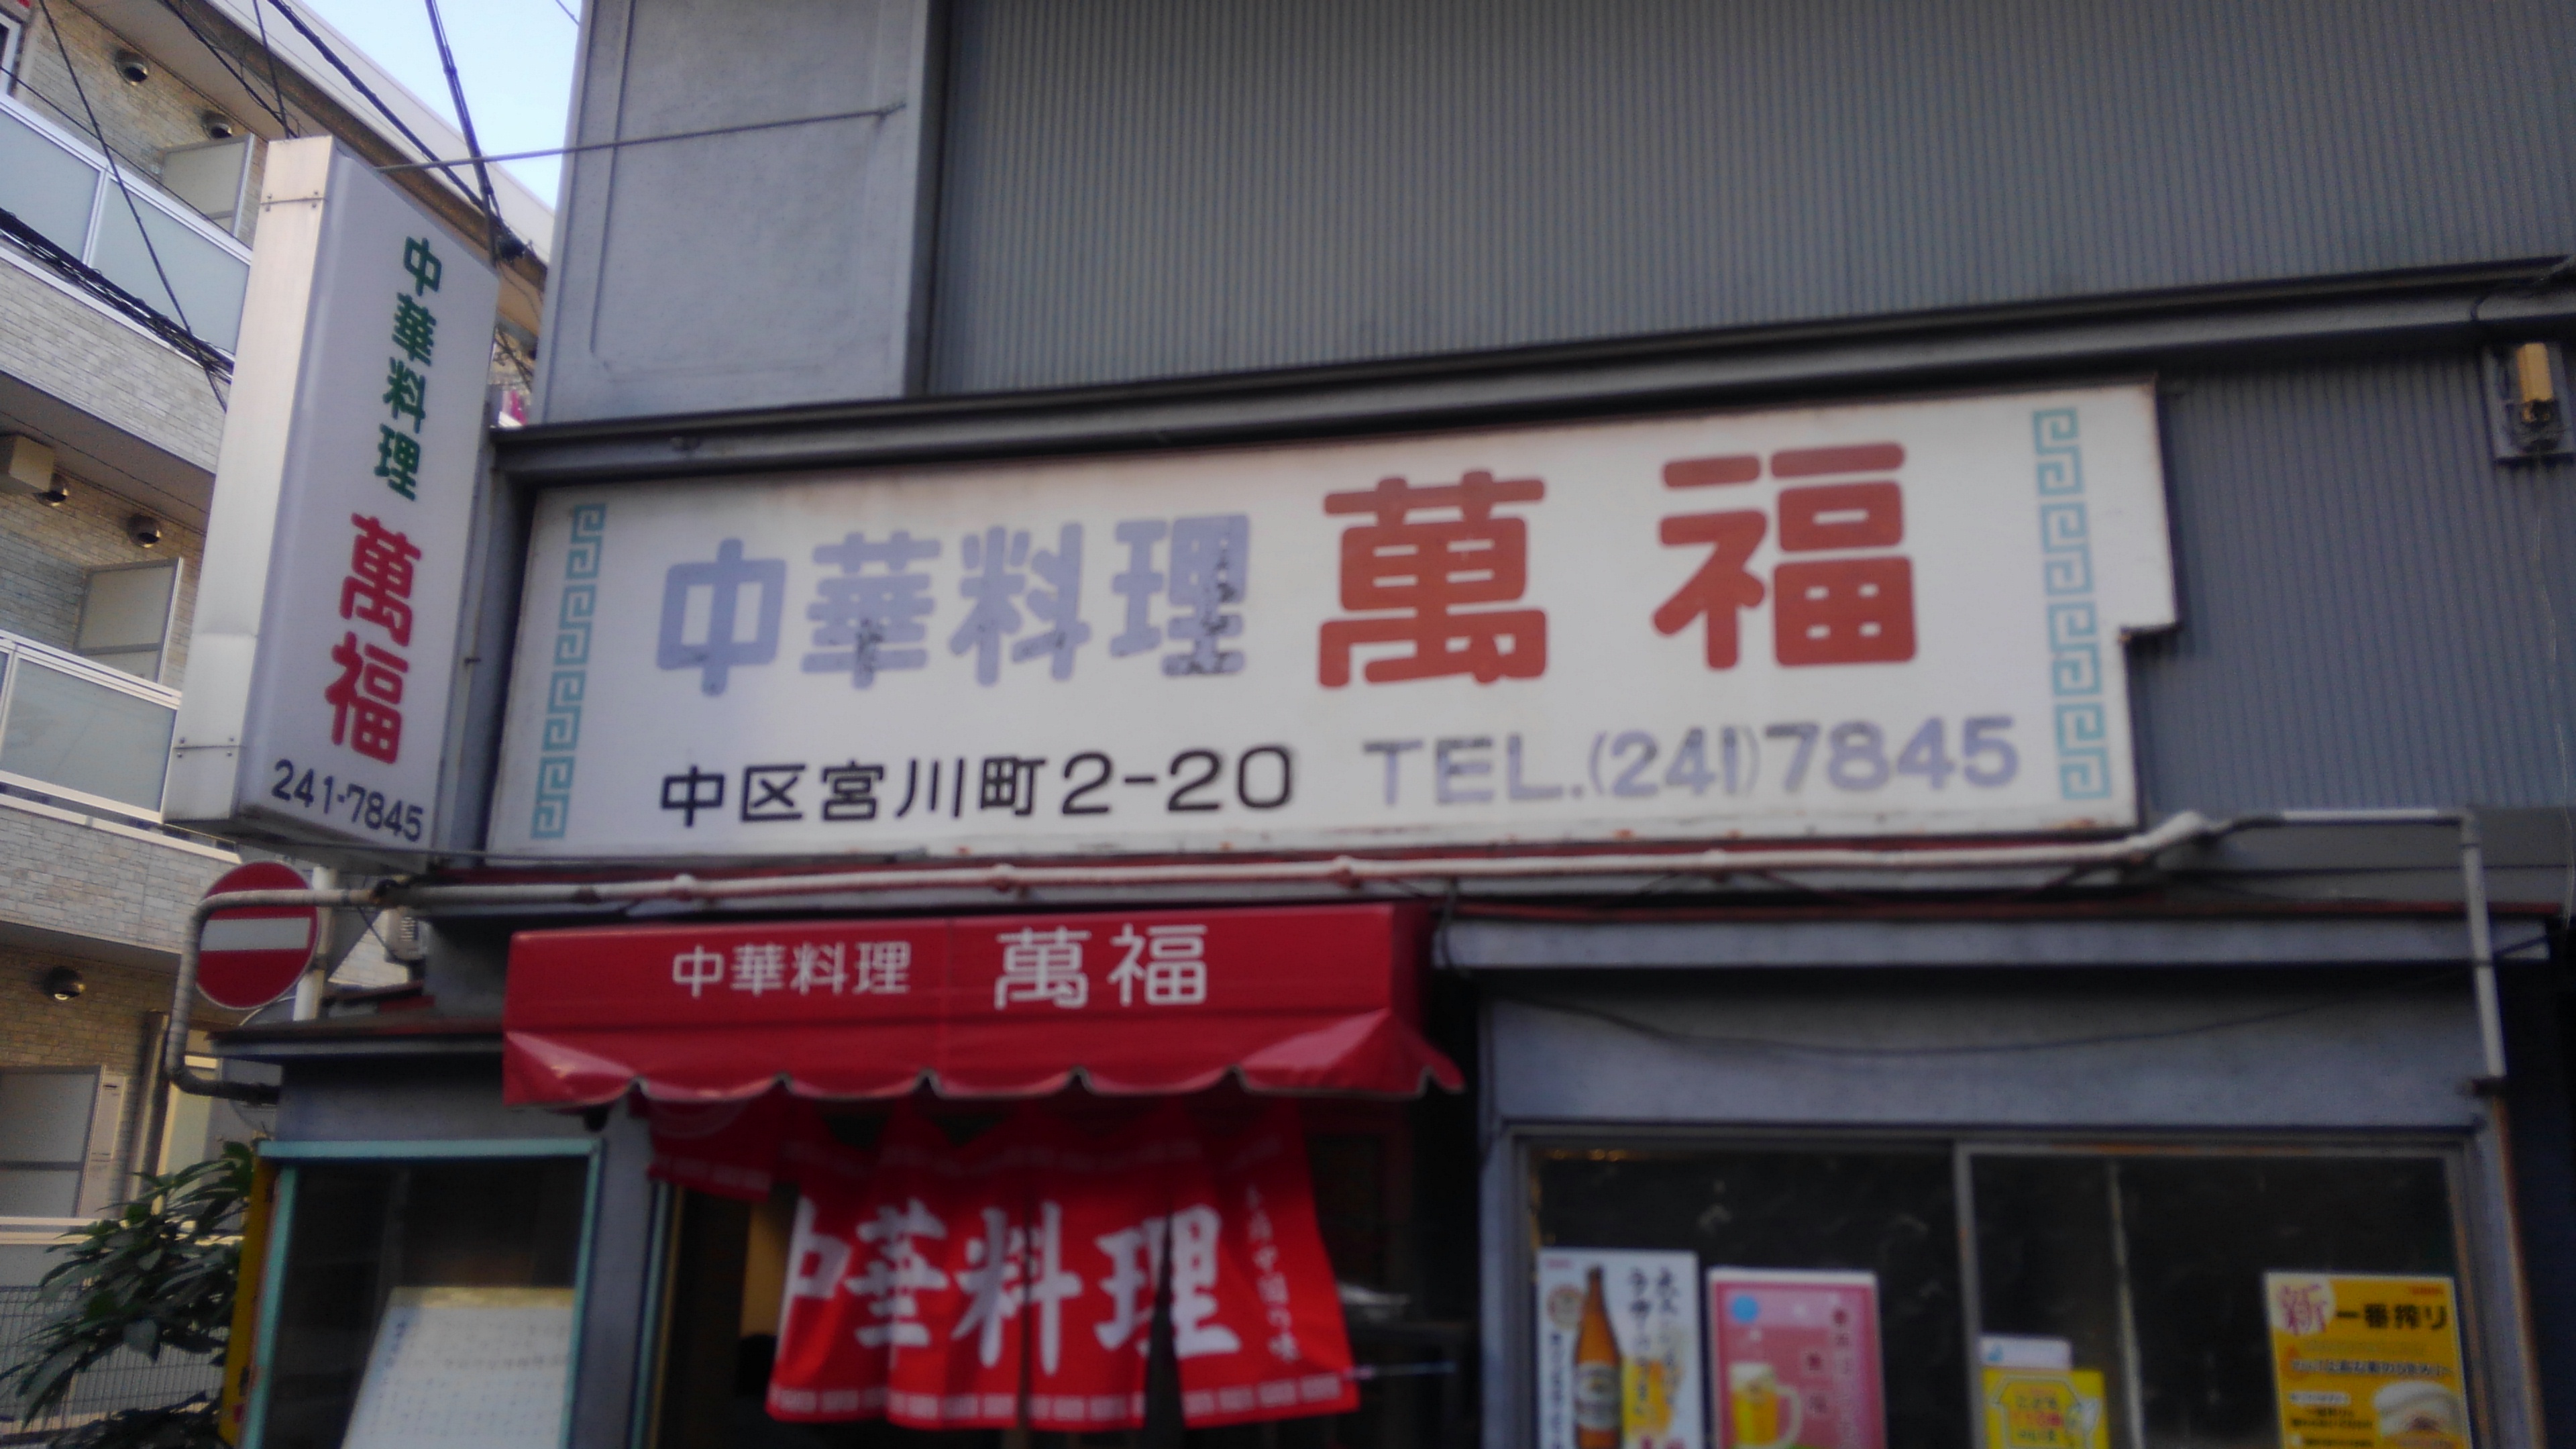 中華料理
萬福
241-7845
中華料理 萬福
中区宮川町2-20 TEL.(241)7845
中華料理 萬福
中華料理
新一番搾り